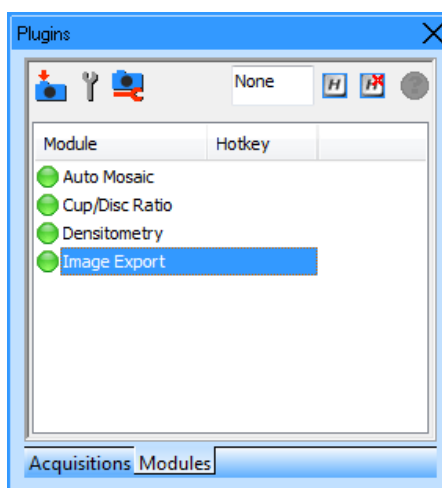 Plugins
None H H ?
Module Hotkey
Auto Mosaic
Cup/Disc Ratio
Densitometry
Image Export
Acquisitions Modules